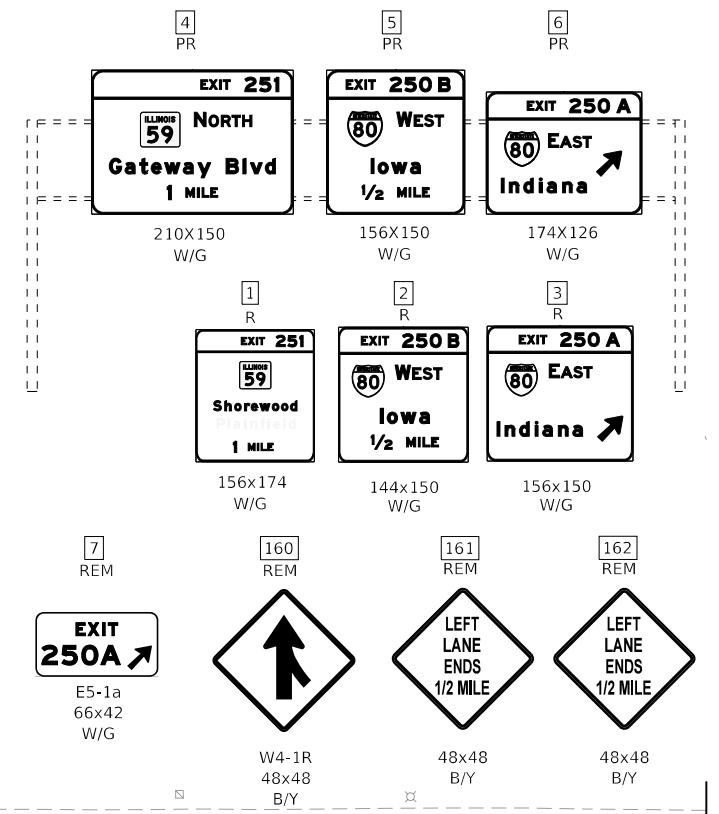 4
PR
5
PR
6
PR
EXIT 251
ILLINOIS
59
NORTH
Gateway Blvd
1 MILE
EXIT 250 B
80
WEST
Iowa
1/2 MILE
EXIT 250 A
80
EAST
Indiana
210X150
W/G
156X150
W/G
174X126
W/G
1
R
2
R
3
R
EXIT 251
ILLINOIS
59
Shorewood
Plainfield
1 MILE
EXIT 250 B
80
WEST
Iowa
1/2 MILE
EXIT 250 A
80
EAST
Indiana
156x174
W/G
144x150
W/G
156x150
W/G
7
REM
160
REM
161
REM
162
REM
EXIT
250A
LEFT
LANE
ENDS
1/2 MILE
LEFT
LANE
ENDS
1/2 MILE
E5-1a
66x42
W/G
W4-1R
48x48
B/Y
48x48
B/Y
48x48
B/Y